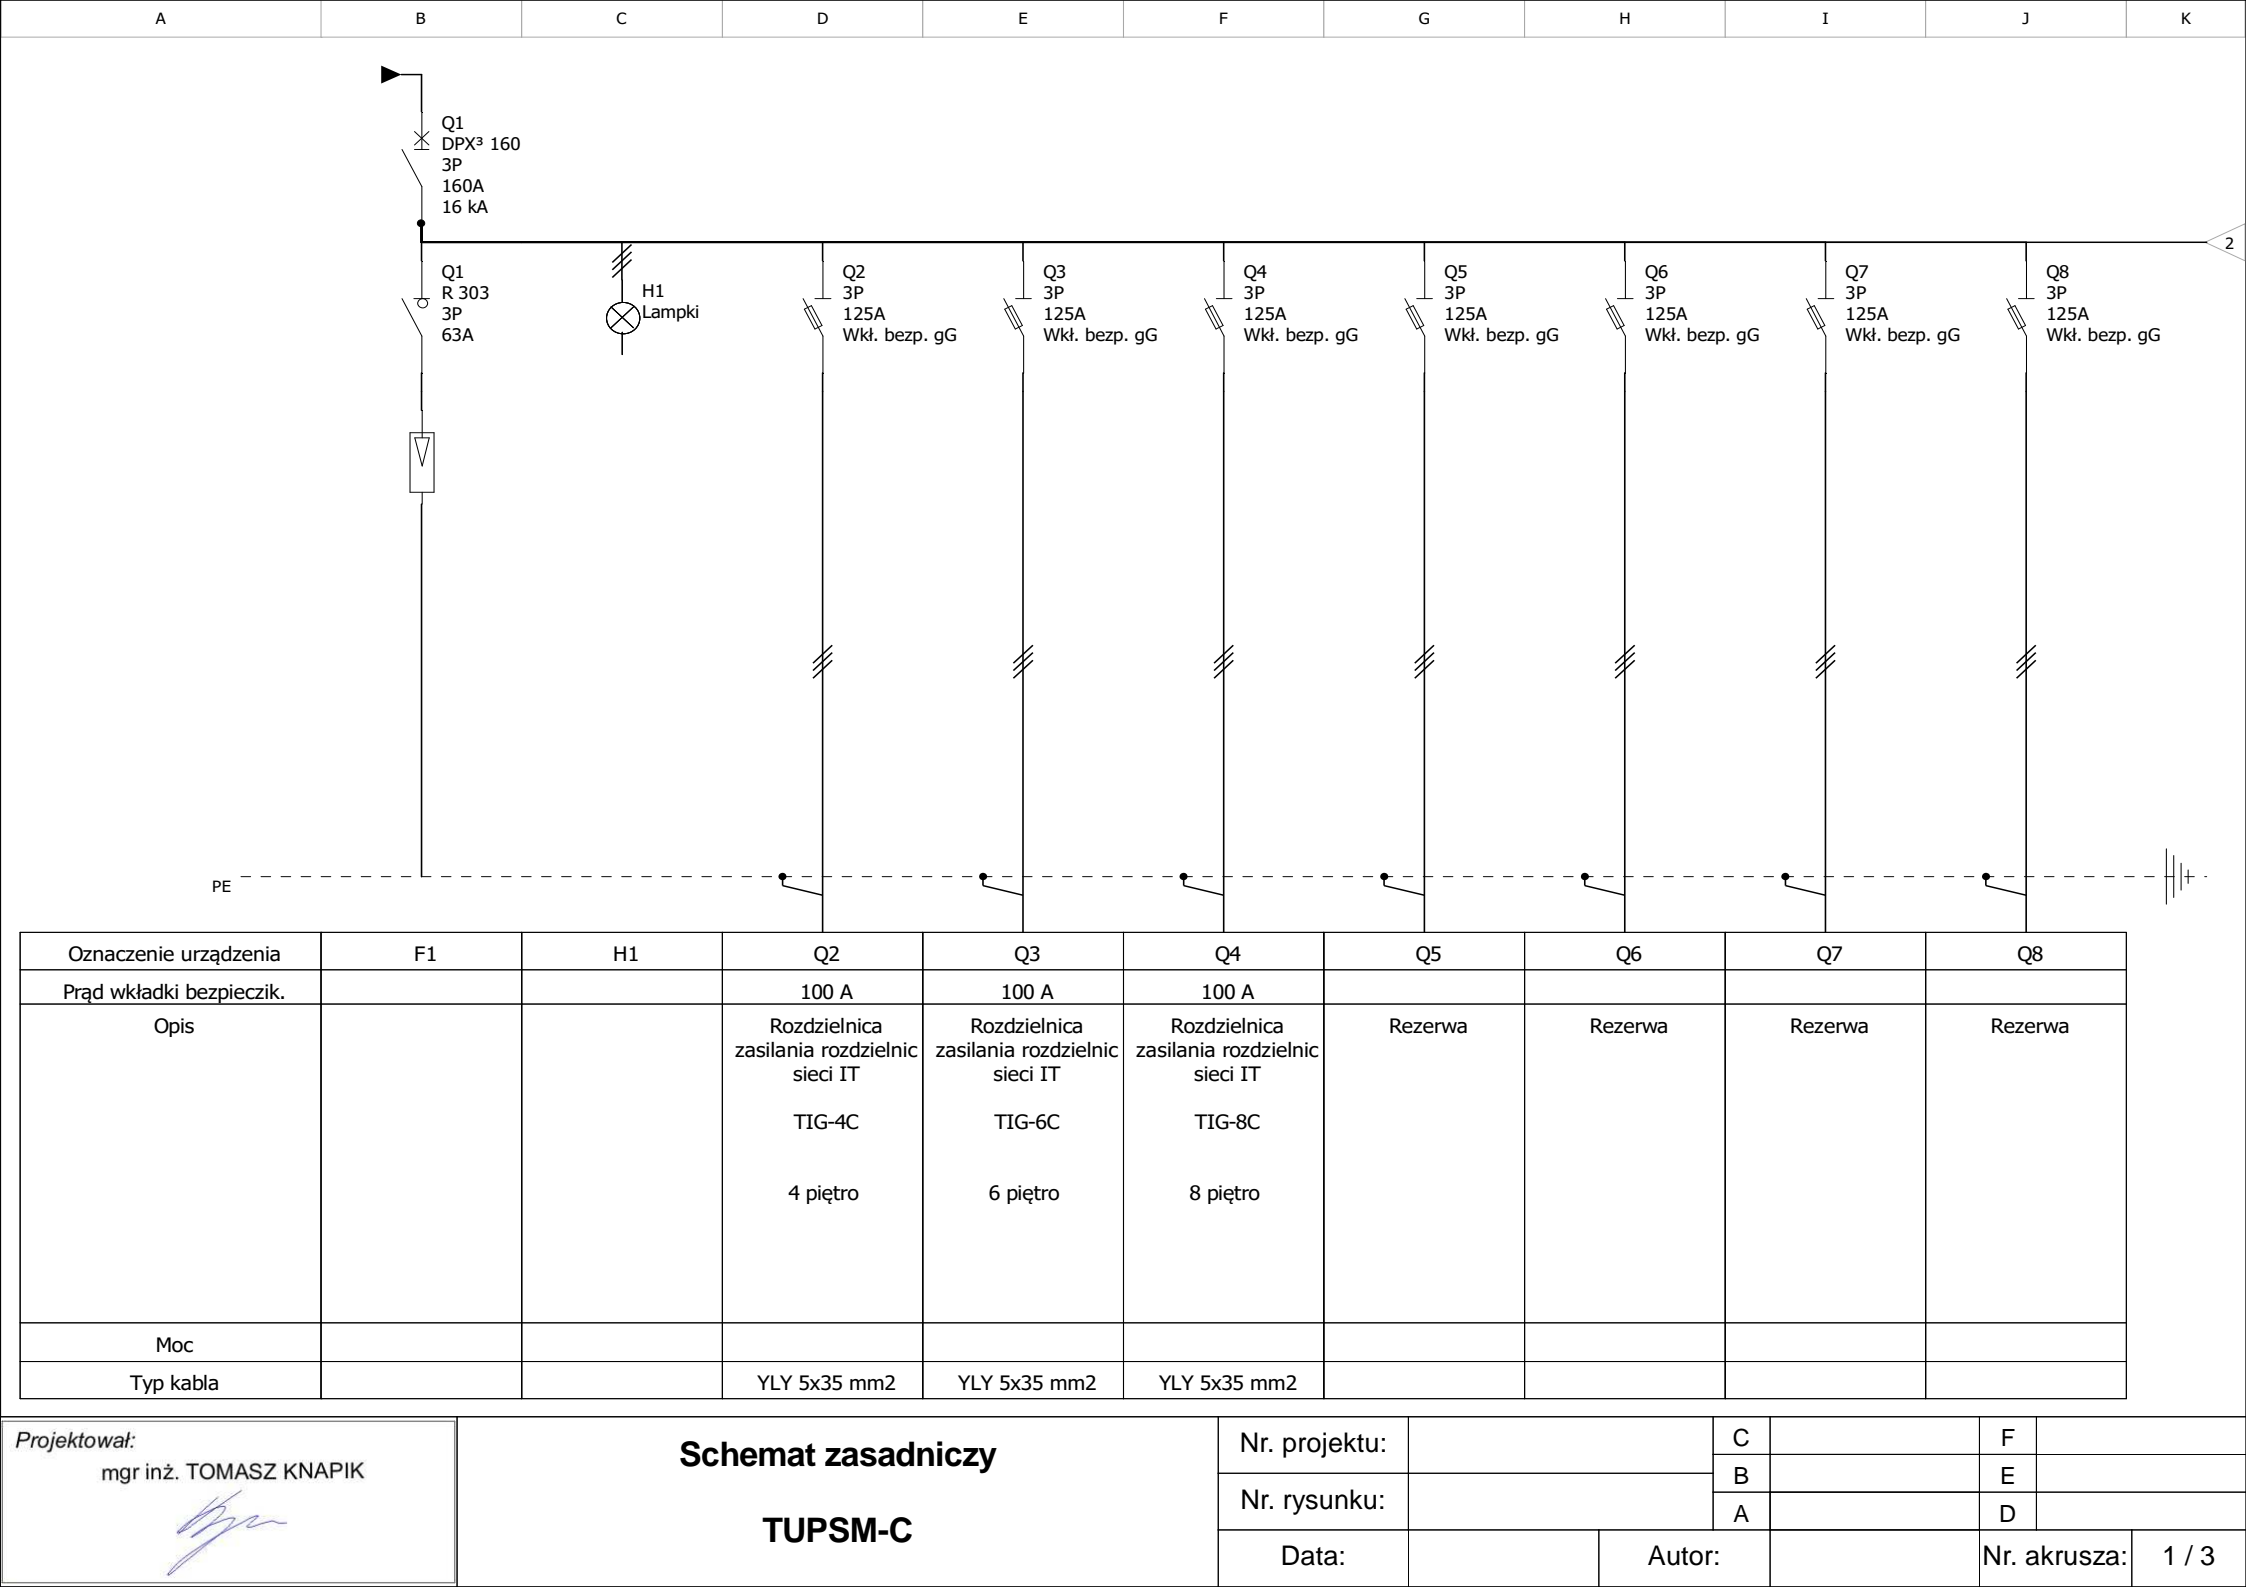 A B C D E F G H I J K
Q1
DPX³ 160
3P
160A
16 kA
2
Q1
R 303
3P
63A
H1
Lampki
Q2
3P
125A
Wkł. bezp. gG
Q3
3P
125A
Wkł. bezp. gG
Q4
3P
125A
Wkł. bezp. gG
Q5
3P
125A
Wkł. bezp. gG
Q6
3P
125A
Wkł. bezp. gG
Q7
3P
125A
Wkł. bezp. gG
Q8
3P
125A
Wkł. bezp. gG
PE
Oznaczenie urządzenia F1 H1 Q2 Q3 Q4 Q5 Q6 Q7 Q8
Prąd wkładki bezpieczik. 100 A 100 A 100 A
Opis Rozdzielnica Rozdzielnica Rozdzielnica Rezerwa Rezerwa Rezerwa Rezerwa
zasilania rozdzielnic zasilania rozdzielnic zasilania rozdzielnic
sieci IT sieci IT sieci IT
TIG-4C TIG-6C TIG-8C
4 piętro 6 piętro 8 piętro
Moc
Typ kabla YLY 5x35 mm2 YLY 5x35 mm2 YLY 5x35 mm2
Projektował:
mgr inż. TOMASZ KNAPIK
Schemat zasadniczy
TUPSM-C
Nr. projektu:
Nr. rysunku:
C F
B E
A D
Data: Autor: Nr. akrusza: 1 / 3